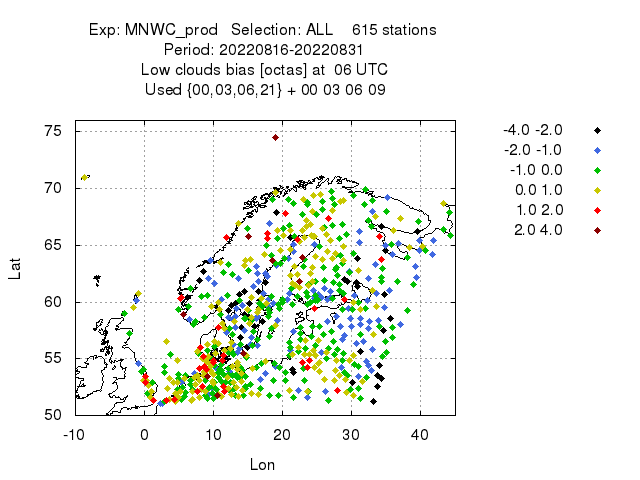 Exp: MNWC_prod Selection: ALL 615 stations
Period: 20220816-20220831
Low clouds bias [octas] at 06 UTC
Used {00,03,06,21} + 00 03 06 09
75
70
65
60
55
50
Lat
-10 0 10 20 30 40
Lon
-4.0 -2.0
-2.0 -1.0
-1.0 0.0
0.0 1.0
1.0 2.0
2.0 4.0